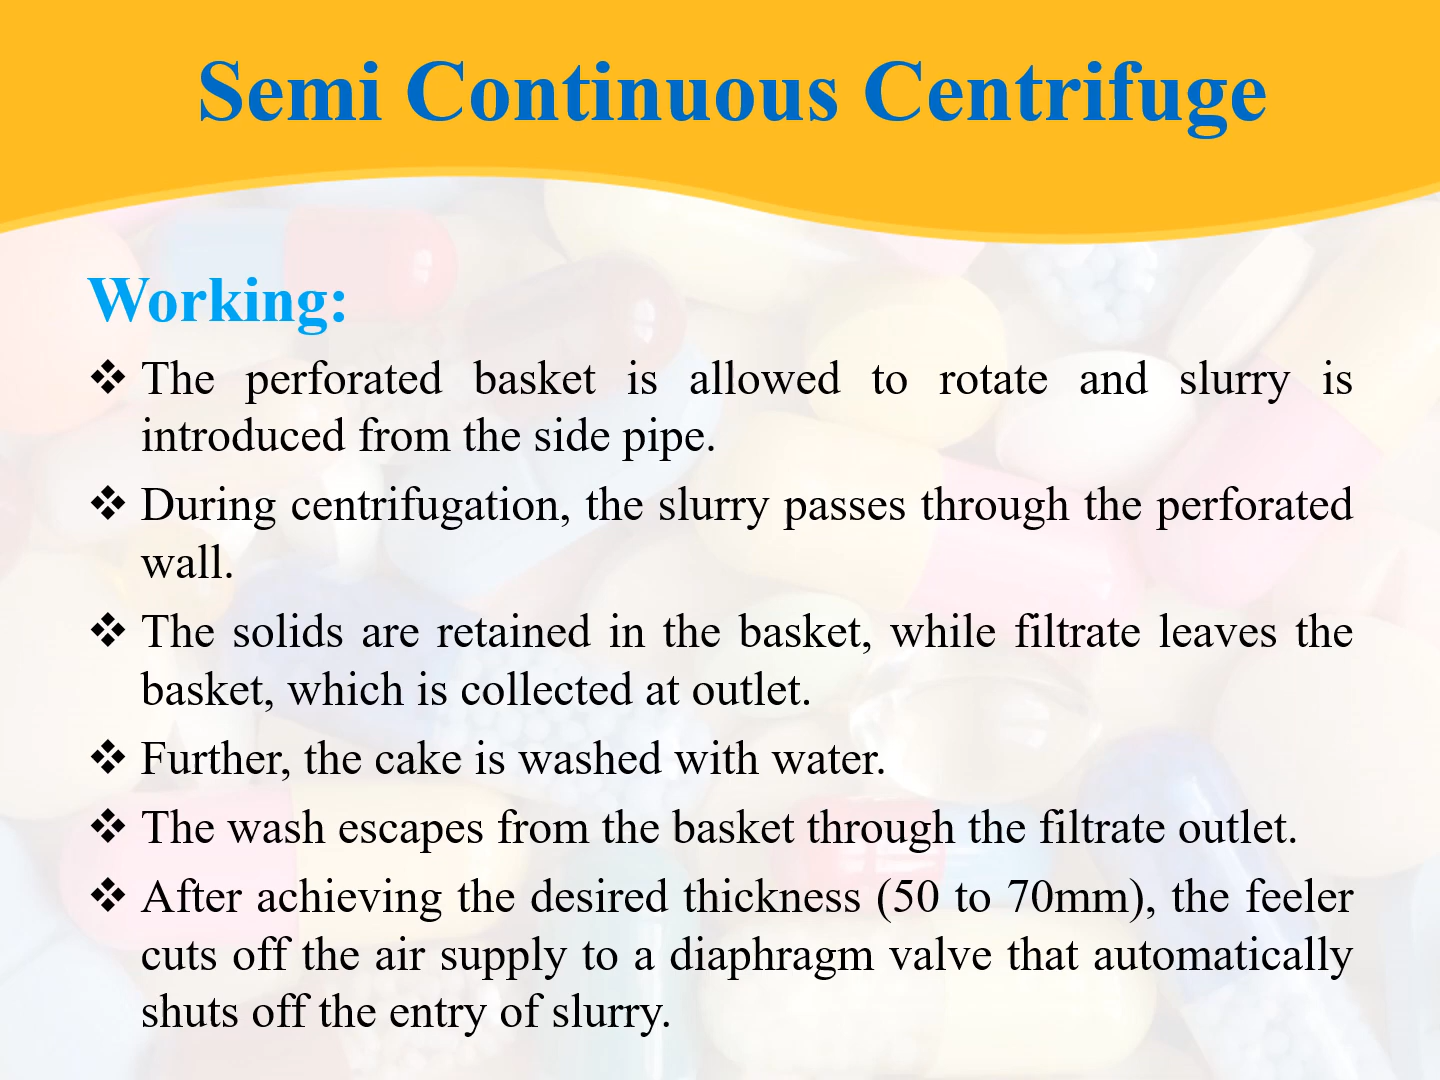 Semi Continuous Centrifuge
Working:
❖ The perforated basket is allowed to rotate and slurry is
introduced from the side pipe.
❖ During centrifugation, the slurry passes through the perforated
wall.
❖ The solids are retained in the basket, while filtrate leaves the
basket, which is collected at outlet.
❖ Further, the cake is washed with water.
❖ The wash escapes from the basket through the filtrate outlet.
❖ After achieving the desired thickness (50 to 70mm), the feeler
cuts off the air supply to a diaphragm valve that automatically
shuts off the entry of slurry.